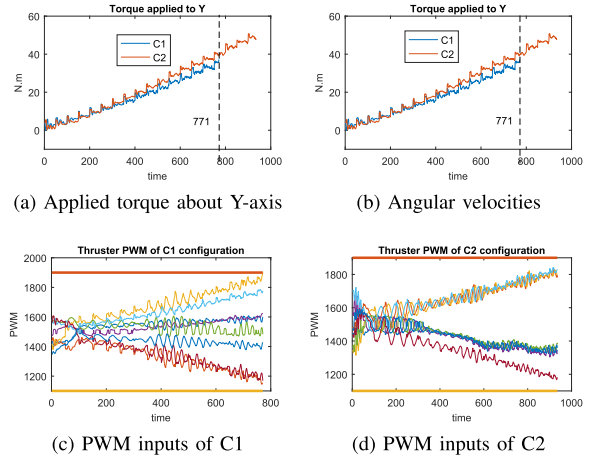 Torque applied to Y
60
40
20
0
N.m
C1
C2
771
0 200 400 600 800 1000
time
(a) Applied torque about Y-axis
Torque applied to Y
60
40
20
0
N.m
C1
C2
771
0 200 400 600 800 1000
time
(b) Angular velocities
Thruster PWM of C1 configuration
2000
1800
1600
1400
1200
PWM
0 200 400 600 800
time
(c) PWM inputs of C1
Thruster PWM of C2 configuration
1800
1600
1400
1200
PWM
0 200 400 600 800 1000
time
(d) PWM inputs of C2